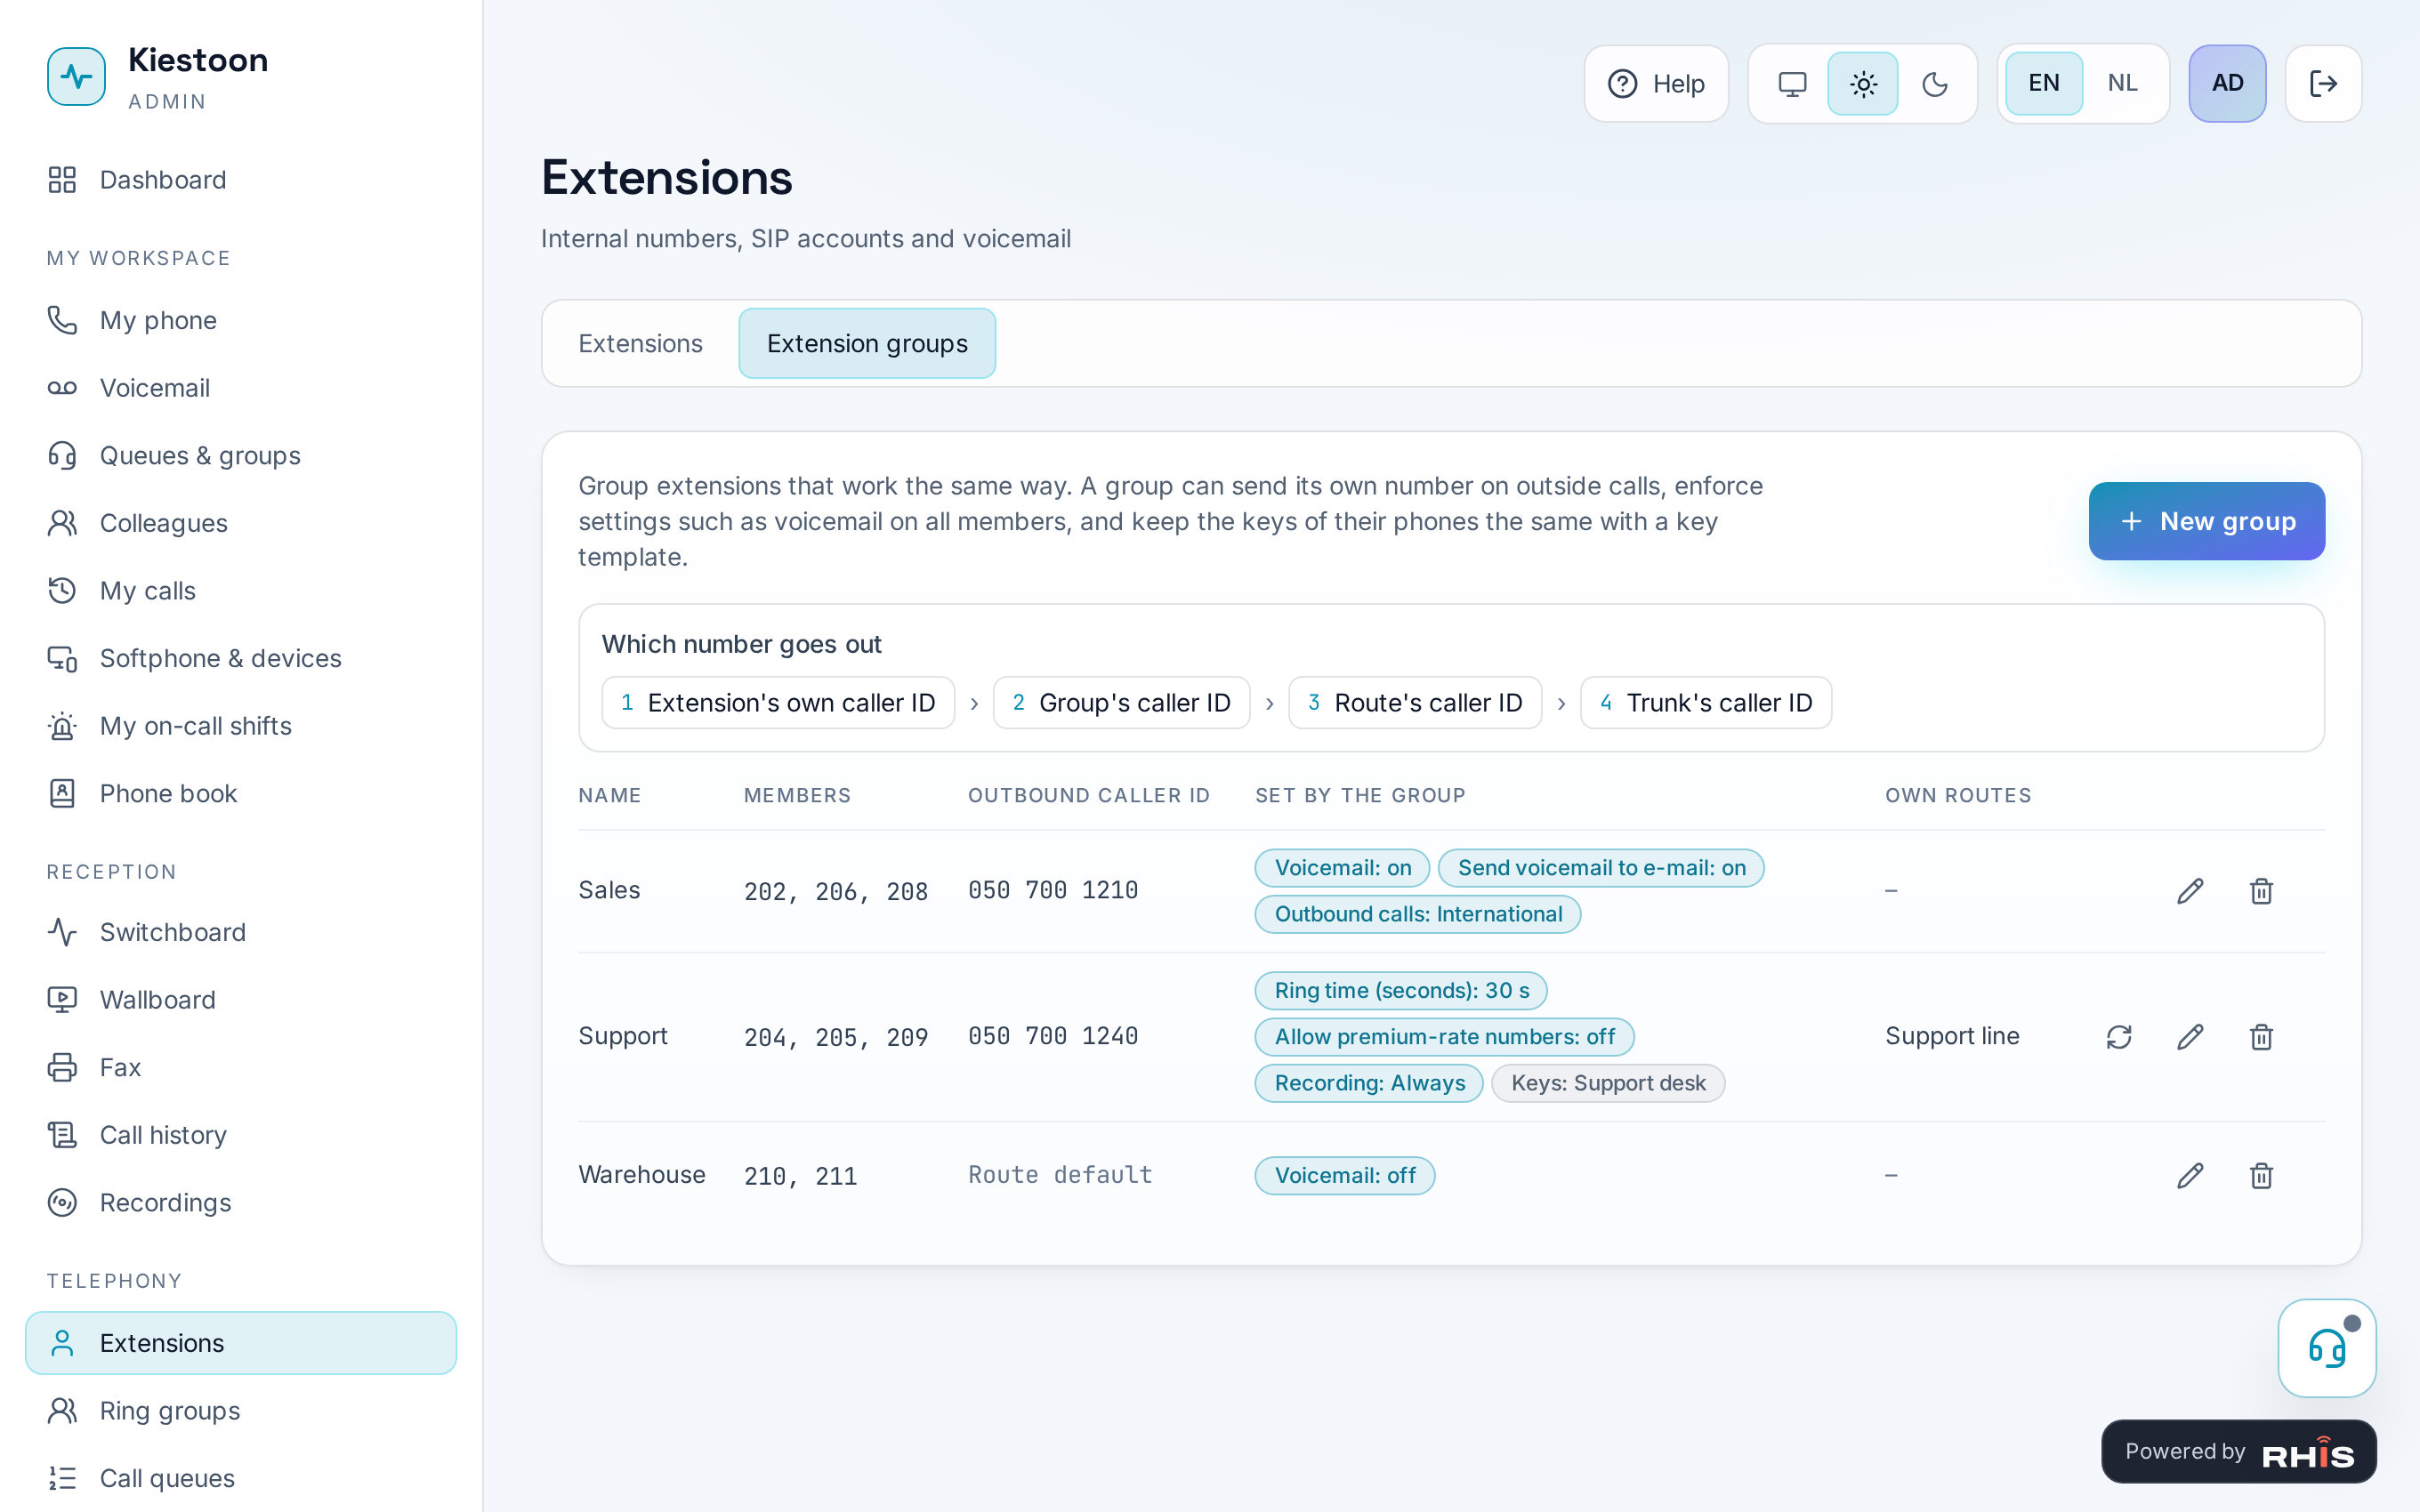 Kiestoon
ADMIN
Dashboard
MY WORKSPACE
My phone
Voicemail
Queues & groups
Colleagues
My calls
Softphone & devices
My on-call shifts
Phone book
RECEPTION
Switchboard
Wallboard
Fax
Call history
Recordings
TELEPHONY
Extensions
Ring groups
Call queues
Help
EN NL
AD
Extensions
Internal numbers, SIP accounts and voicemail
Extensions Extension groups
Group extensions that work the same way. A group can send its own number on outside calls, enforce
settings such as voicemail on all members, and keep the keys of their phones the same with a key
template.
New group
Which number goes out
1 Extension's own caller ID › 2 Group's caller ID › 3 Route's caller ID › 4 Trunk's caller ID
NAME MEMBERS OUTBOUND CALLER ID SET BY THE GROUP OWN ROUTES
Sales 202, 206, 208 050 700 1210 Voicemail: on Send voicemail to e-mail: on –
Outbound calls: International
Ring time (seconds): 30 s
Support 204, 205, 209 050 700 1240 Allow premium-rate numbers: off Support line
Recording: Always Keys: Support desk
Warehouse 210, 211 Route default Voicemail: off –
Powered by RHIS